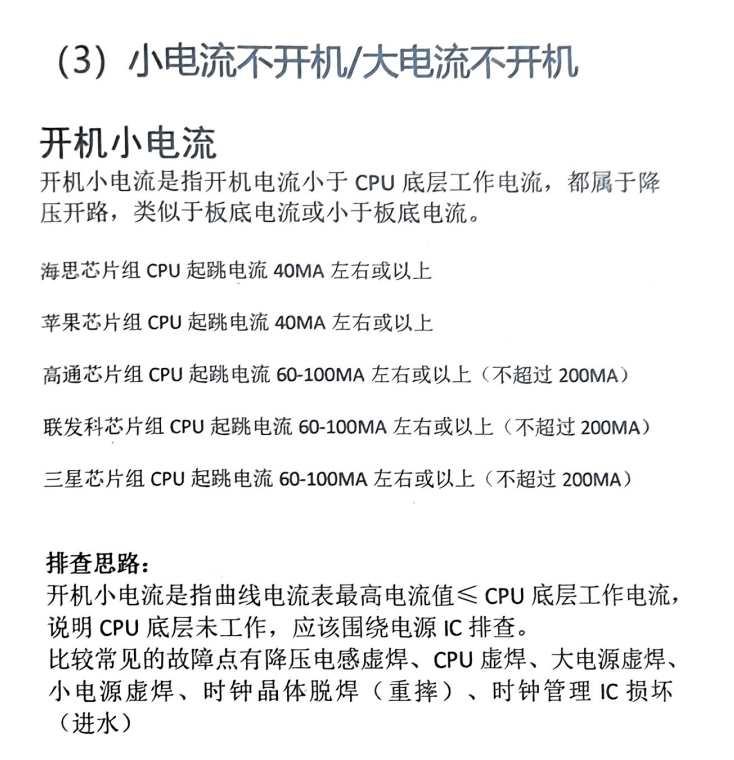 （3）小电流不开机/大电流不开机
开机小电流
开机小电流是指开机电流小于 CPU 底层工作电流，都属于降
压开路，类似于板底电流或小于板底电流。
海思芯片组 CPU 起跳电流 40MA 左右或以上
苹果芯片组 CPU 起跳电流 40MA 左右或以上
高通芯片组 CPU 起跳电流 60-100MA 左右或以上（不超过 200MA）
联发科芯片组 CPU 起跳电流 60-100MA 左右或以上（不超过 200MA）
三星芯片组 CPU 起跳电流 60-100MA 左右或以上（不超过 200MA）
排查思路：
开机小电流是指曲线电流表最高电流值≤ CPU 底层工作电流，
说明 CPU 底层未工作，应该围绕电源 IC 排查。
比较常见的故障点有降压电感虚焊、CPU 虚焊、大电源虚焊、
小电源虚焊、时钟晶体脱焊（重摔）、时钟管理 IC 损坏
（进水）